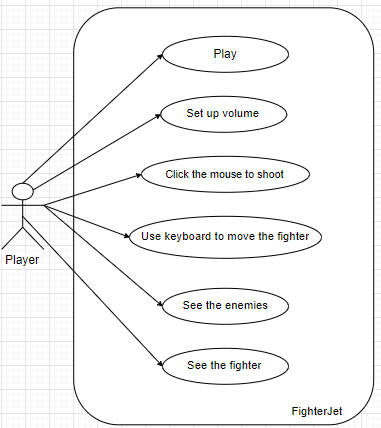 Play
Set up volume
Click the mouse to shoot
Use keyboard to move the fighter
Player
See the enemies
See the fighter
FighterJet